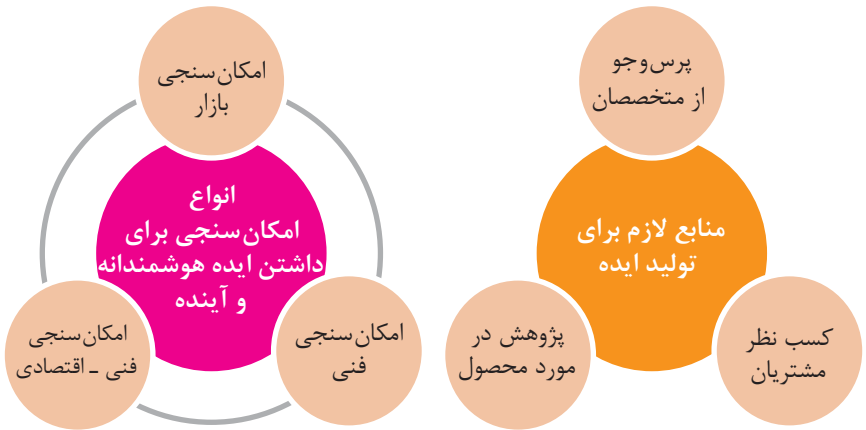 پرس‌وجو
از متخصصان
منابع لازم برای
تولید ایده
کسب نظر
مشتریان
پژوهش در
مورد محصول
امکان‌سنجی
بازار
انواع
امکان‌سنجی برای
داشتن ایده هوشمندانه
و آینده
امکان‌سنجی
فنی
امکان‌سنجی
فنی ـ اقتصادی